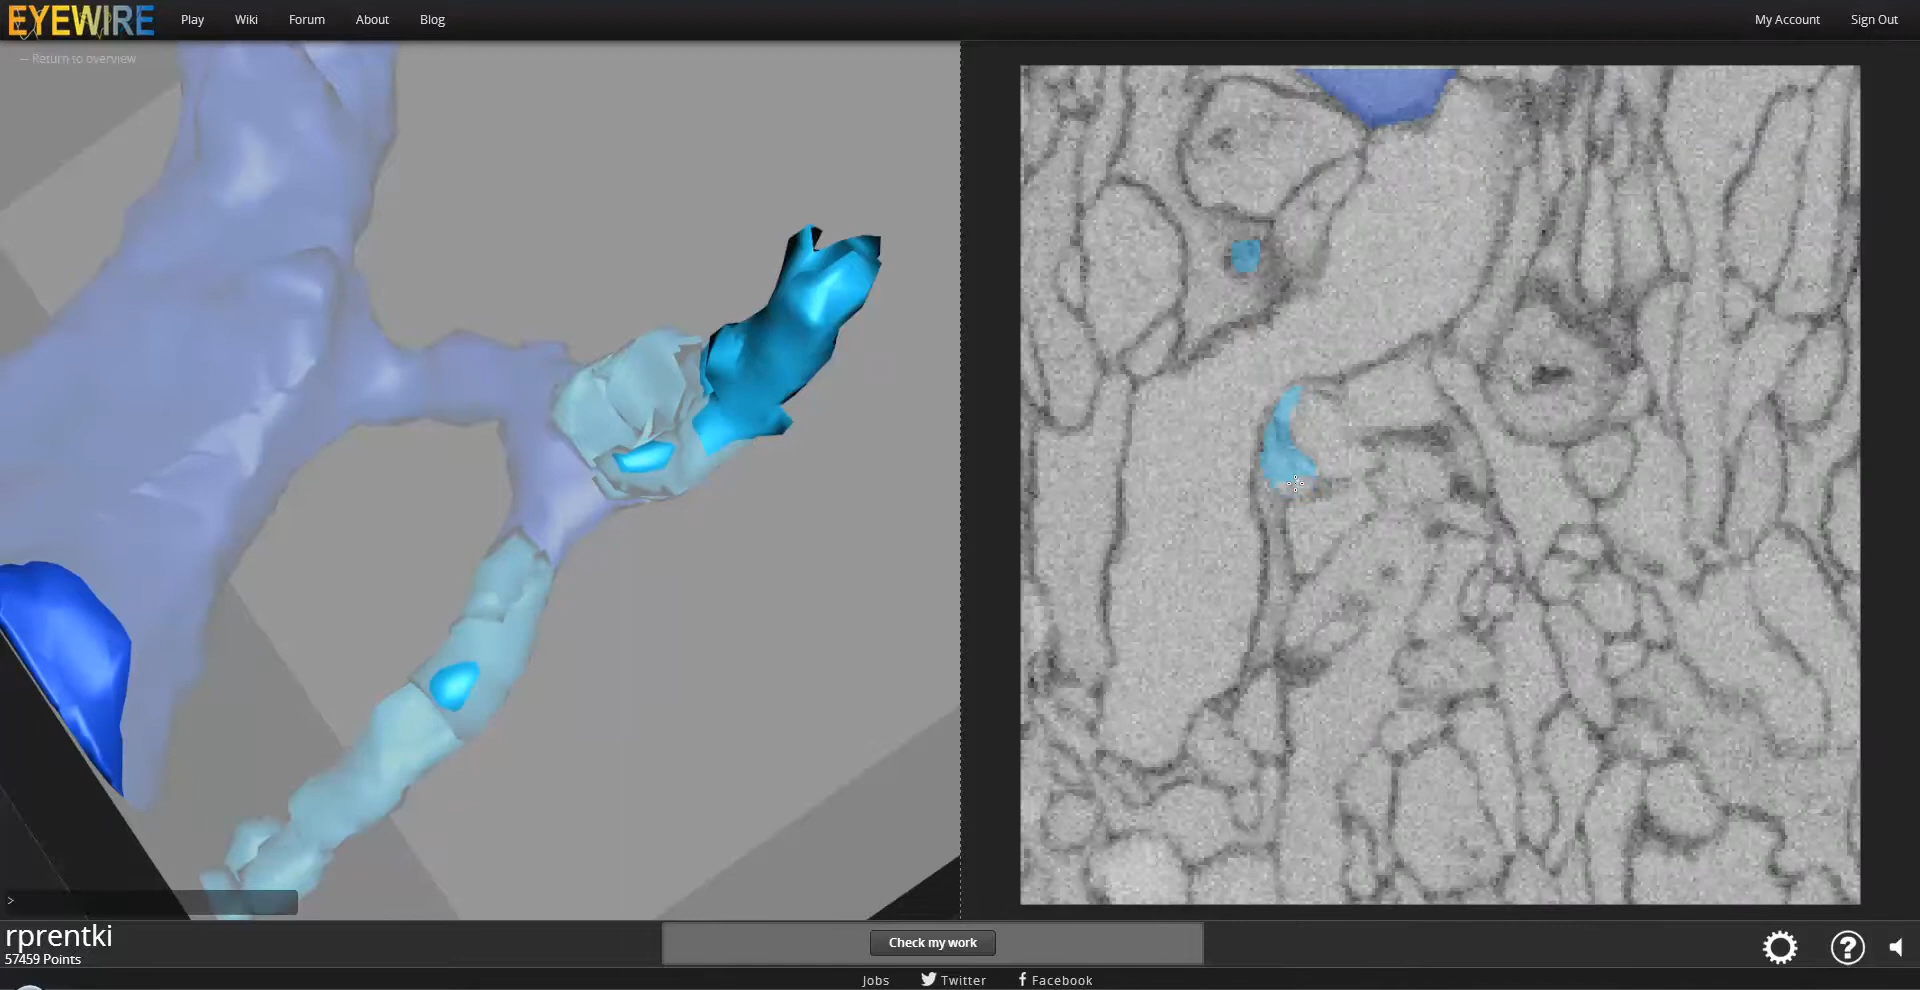 EYEWIRE Play Wiki Forum About Blog My Account Sign Out
— Return to overview
>
rprentki
57459 Points
Check my work
?
Jobs Twitter Facebook